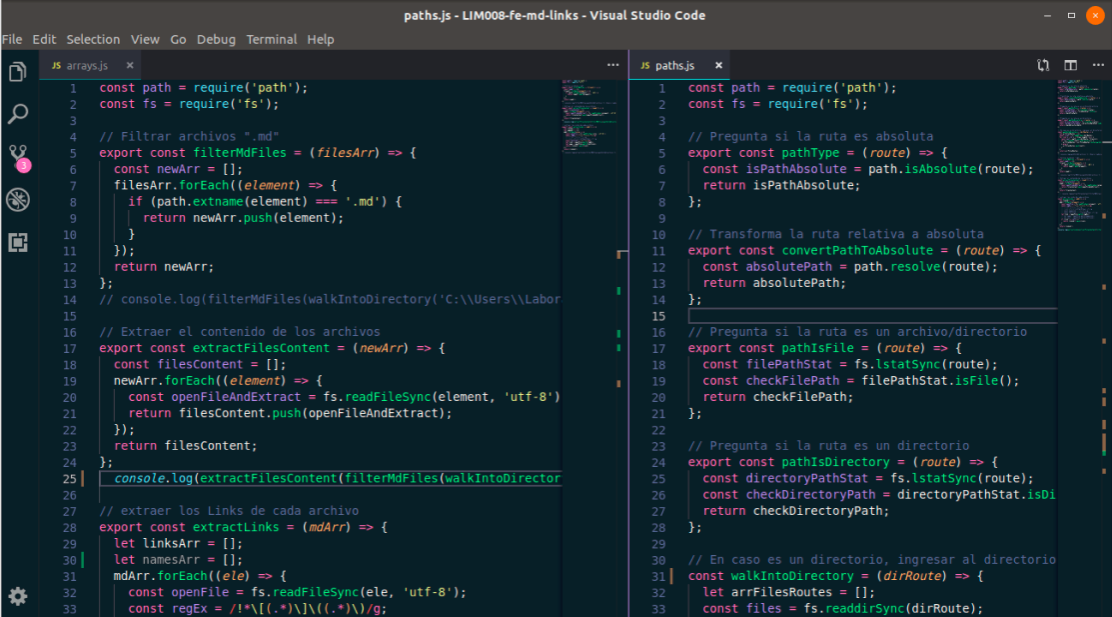 paths.js - LIM008-fe-md-links - Visual Studio Code
File Edit Selection View Go Debug Terminal Help
JS arrays.js × ···
3
1 const path = require('path');
2 const fs = require('fs');
3
4 // Filtrar archivos ".md"
5 export const filterMdFiles = (filesArr) => {
6 const newArr = [];
7 filesArr.forEach((element) => {
8 if (path.extname(element) === '.md') {
9 return newArr.push(element);
10 }
11 });
12 return newArr;
13 };
14 // console.log(filterMdFiles(walkIntoDirectory('C:\\Users\\Labor
15
16 // Extraer el contenido de los archivos
17 export const extractFilesContent = (newArr) => {
18 const filesContent = [];
19 newArr.forEach((element) => {
20 const openFileAndExtract = fs.readFileSync(element, 'utf-8')
21 return filesContent.push(openFileAndExtract);
22 });
23 return filesContent;
24 };
25 console.log(extractFilesContent(filterMdFiles(walkIntoDirector
26
27 // extraer los Links de cada archivo
28 export const extractLinks = (mdArr) => {
29 let linksArr = [];
30 let namesArr = [];
31 mdArr.forEach((ele) => {
32 const openFile = fs.readFileSync(ele, 'utf-8');
33 const regEx = /!*\[(.*)\]\((.*)\)/g;
JS paths.js × ···
1 const path = require('path');
2 const fs = require('fs');
3
4 // Pregunta si la ruta es absoluta
5 export const pathType = (route) => {
6 const isPathAbsolute = path.isAbsolute(route);
7 return isPathAbsolute;
8 };
9
10 // Transforma la ruta relativa a absoluta
11 export const convertPathToAbsolute = (route) => {
12 const absolutePath = path.resolve(route);
13 return absolutePath;
14 };
15
16 // Pregunta si la ruta es un archivo/directorio
17 export const pathIsFile = (route) => {
18 const filePathStat = fs.lstatSync(route);
19 const checkFilePath = filePathStat.isFile();
20 return checkFilePath;
21 };
22
23 // Pregunta si la ruta es un directorio
24 export const pathIsDirectory = (route) => {
25 const directoryPathStat = fs.lstatSync(route);
26 const checkDirectoryPath = directoryPathStat.isDi
27 return checkDirectoryPath;
28 };
29
30 // En caso es un directorio, ingresar al directorio
31 const walkIntoDirectory = (dirRoute) => {
32 let arrFilesRoutes = [];
33 const files = fs.readdirSync(dirRoute);